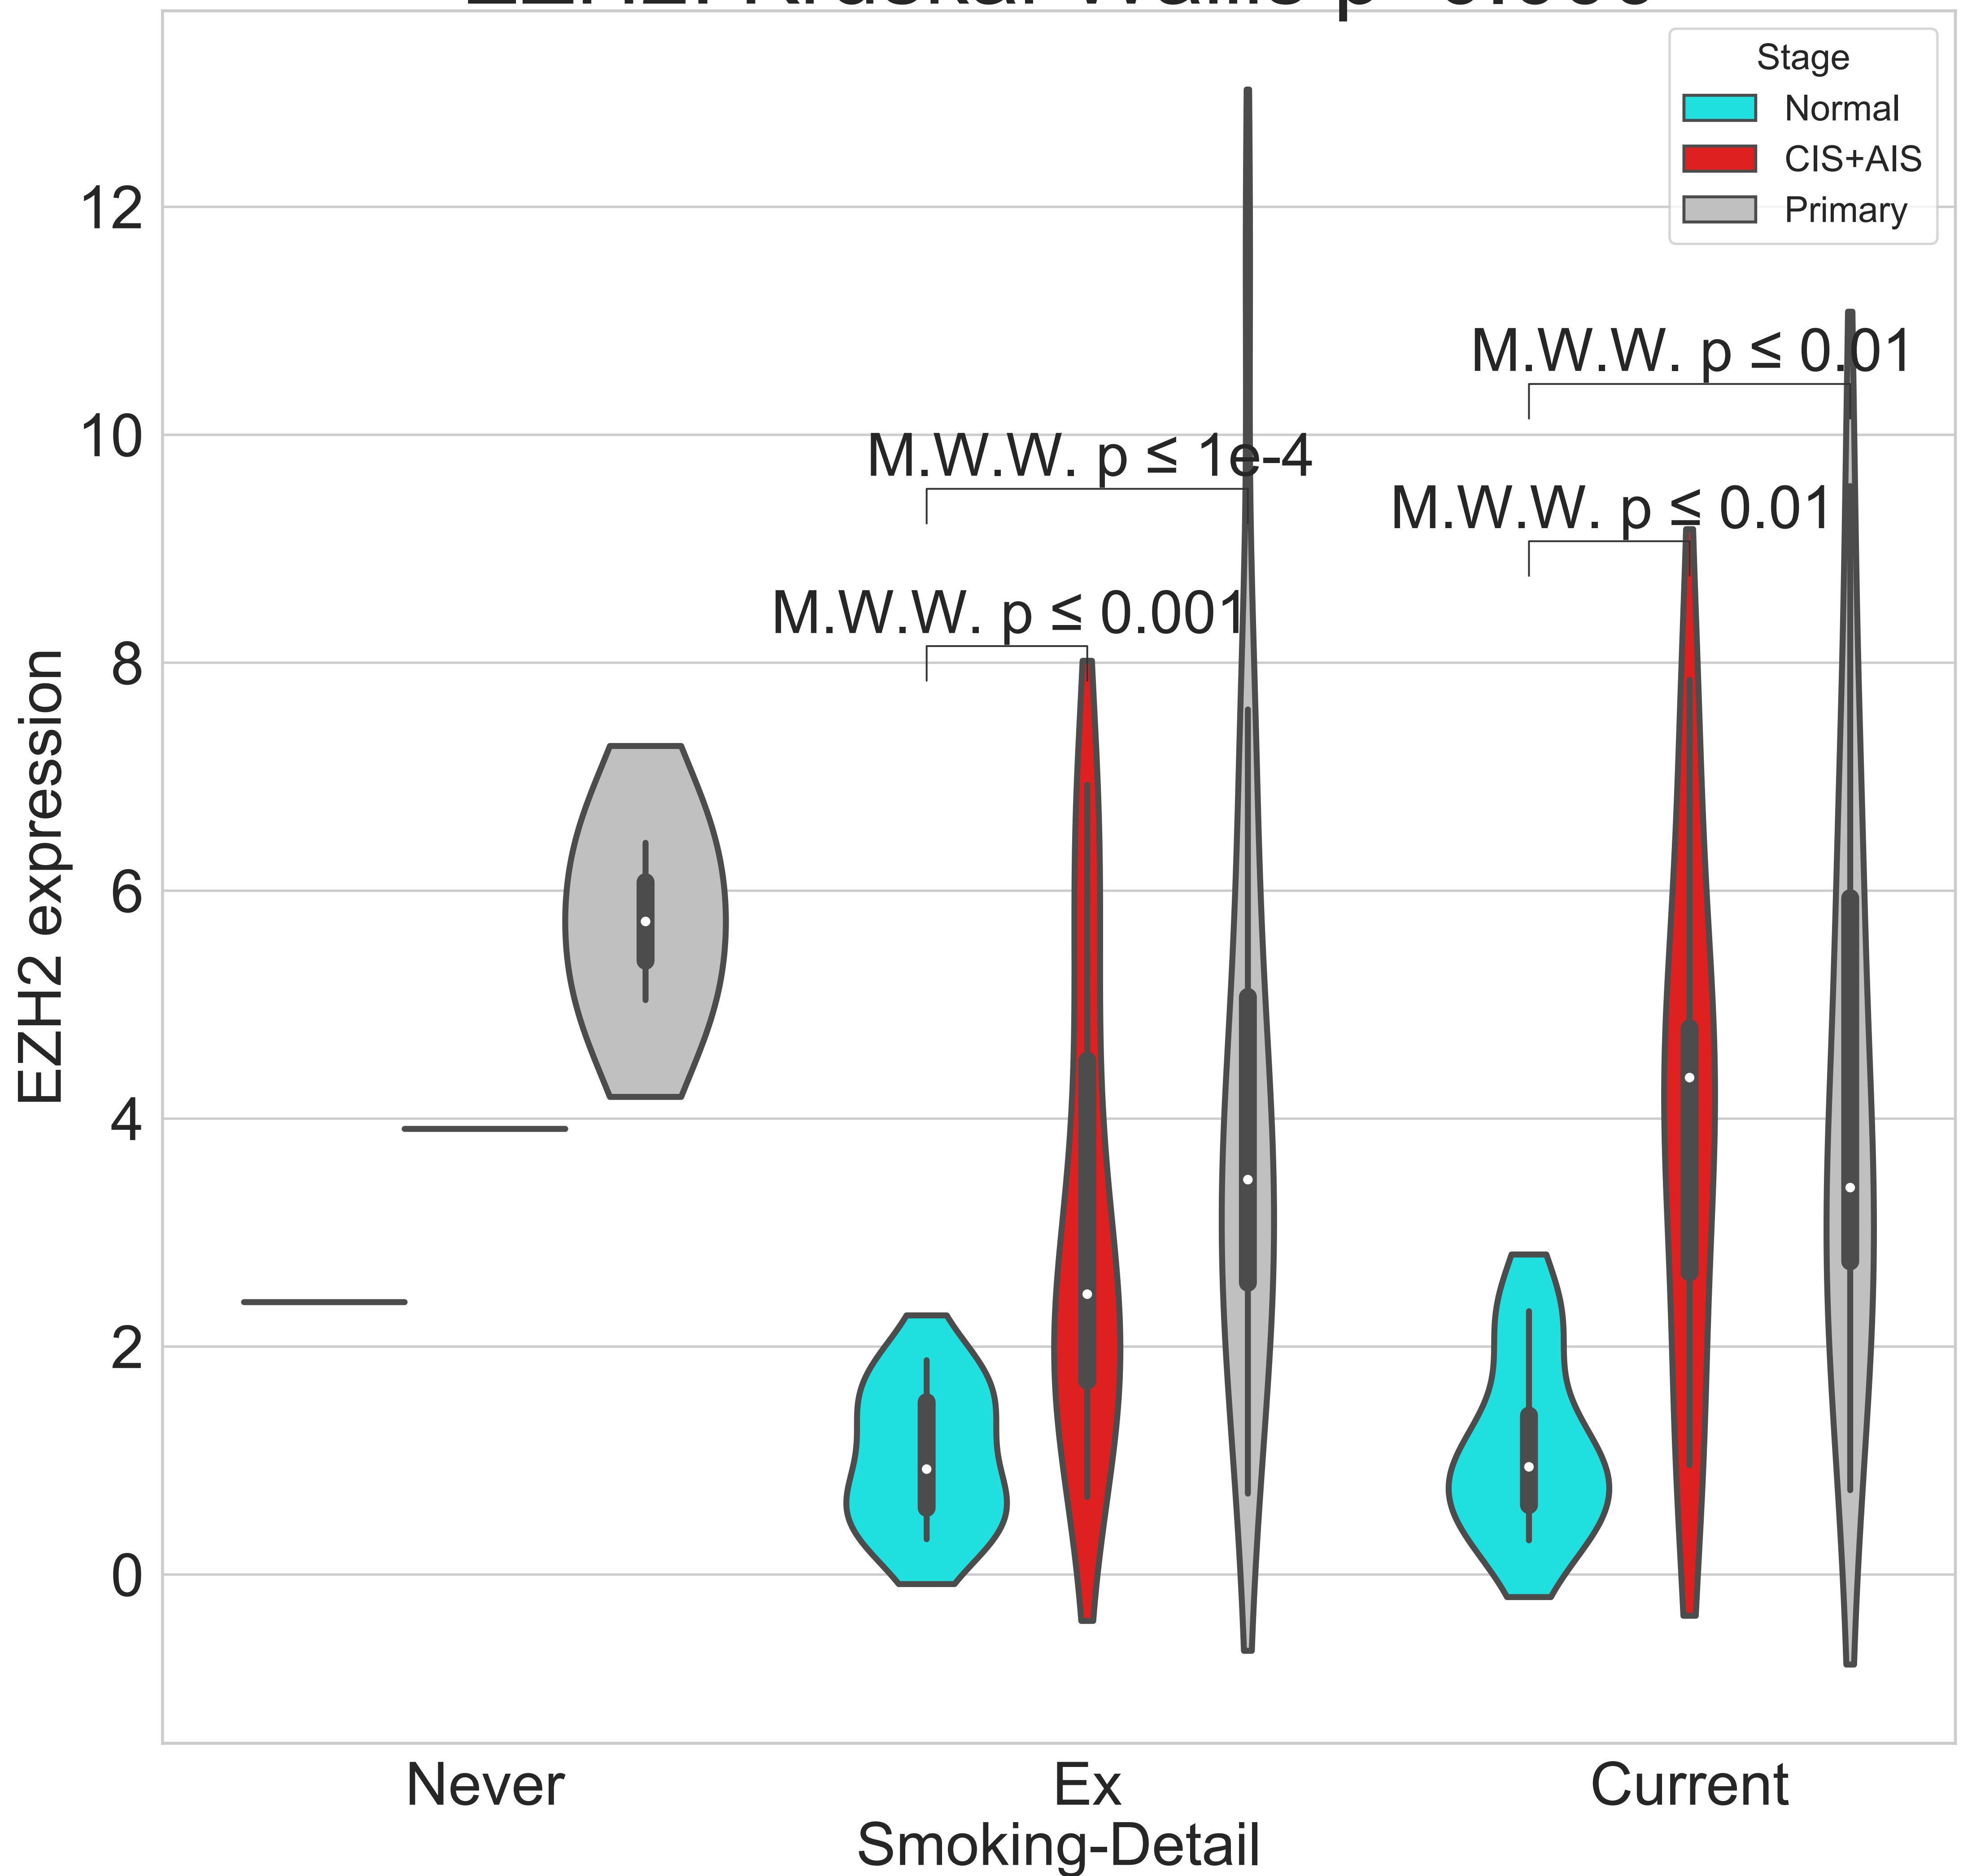 Stage
Normal
CIS+AIS
Primary
12
10
8
6
4
2
0
EZH2 expression
M.W.W. p ≤ 0.01
M.W.W. p ≤ 1e-4
M.W.W. p ≤ 0.01
M.W.W. p ≤ 0.001
Never
Ex
Current
Smoking-Detail